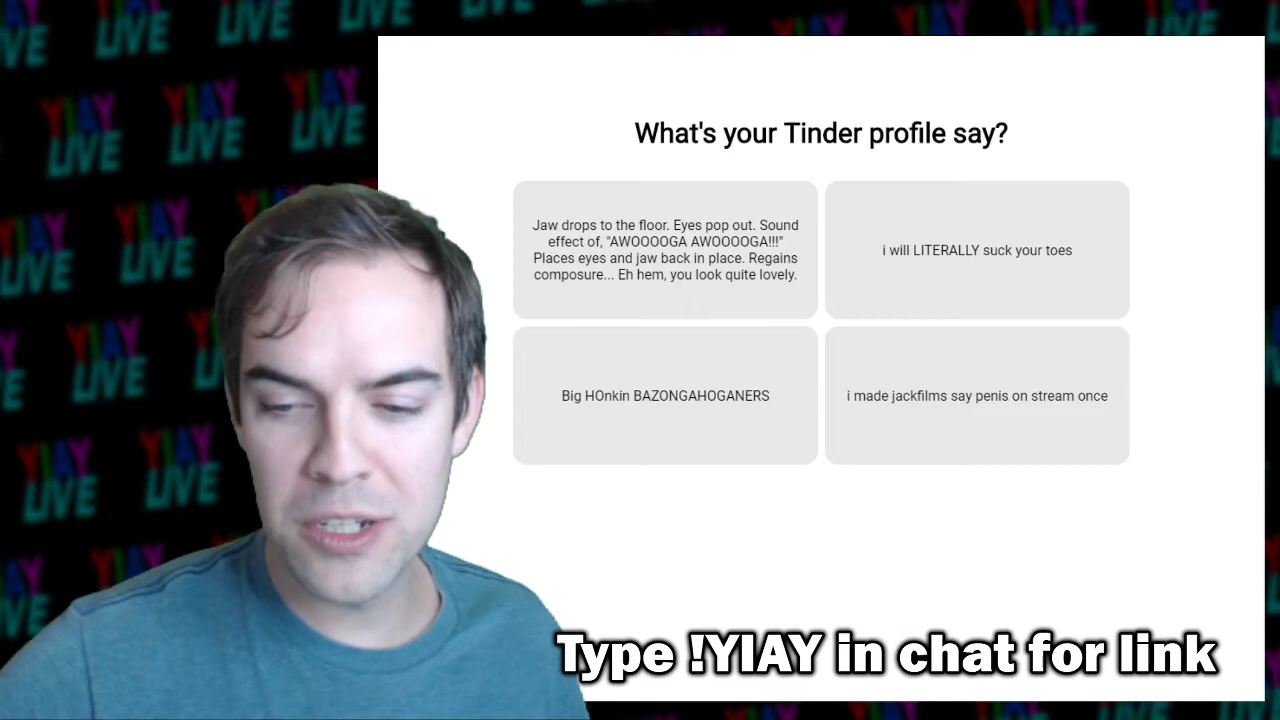 What's your Tinder profile say?
Jaw drops to the floor. Eyes pop out. Sound
effect of, "AWOOOOGA AWOOOOGA!!!"
Places eyes and jaw back in place. Regains
composure... Eh hem, you look quite lovely.
i will LITERALLY suck your toes
Big HOnkin BAZONGAHOGANERS
i made jackfilms say penis on stream once
Type !YIAY in chat for link
YIAY
LIVE